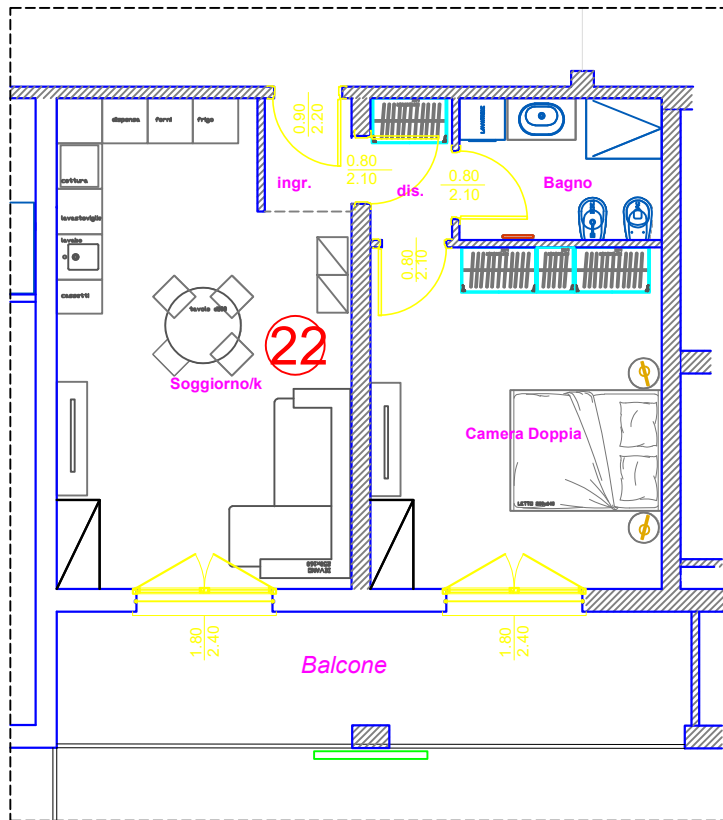 dispensa
forni
frigo
0.90
2.20
LAVATRICE
cottura
ingr.
0.80
2.10
dis.
0.80
2.10
Bagno
lavastoviglie
lavabo
0.80
2.10
cassetti
22
Soggiorno/k
Camera Doppia
DIVANO
1.80
2.40
1.80
2.40
Balcone